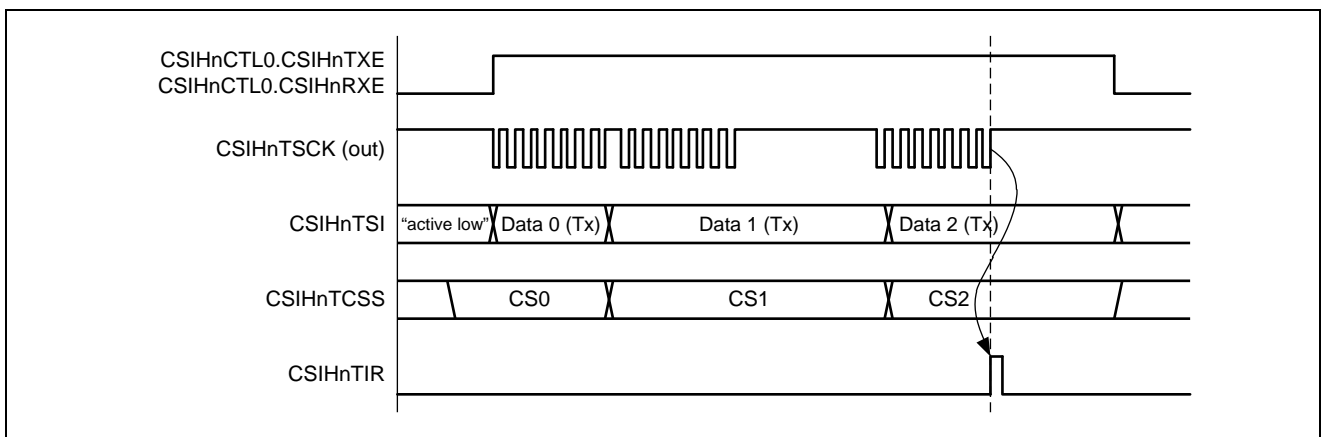 CSIHnCTL0.CSIHnTXE
CSIHnCTL0.CSIHnRXE
CSIHnTSCK (out)
CSIHnTSI
“active low” Data 0 (Tx) Data 1 (Tx) Data 2 (Tx)
CSIHnTCSS
CS0 CS1 CS2
CSIHnTIR